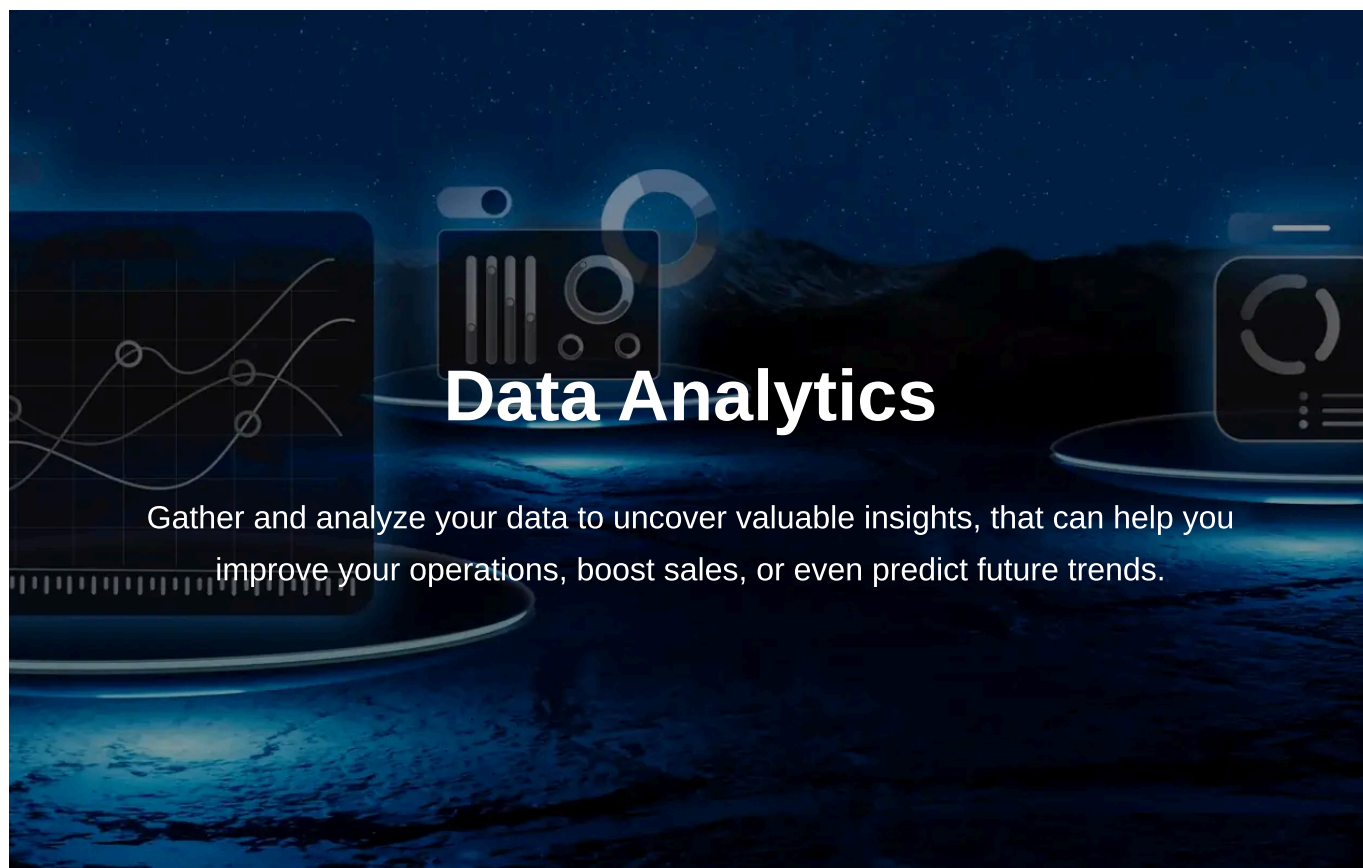 Data Analytics
Gather and analyze your data to uncover valuable insights, that can help you
improve your operations, boost sales, or even predict future trends.